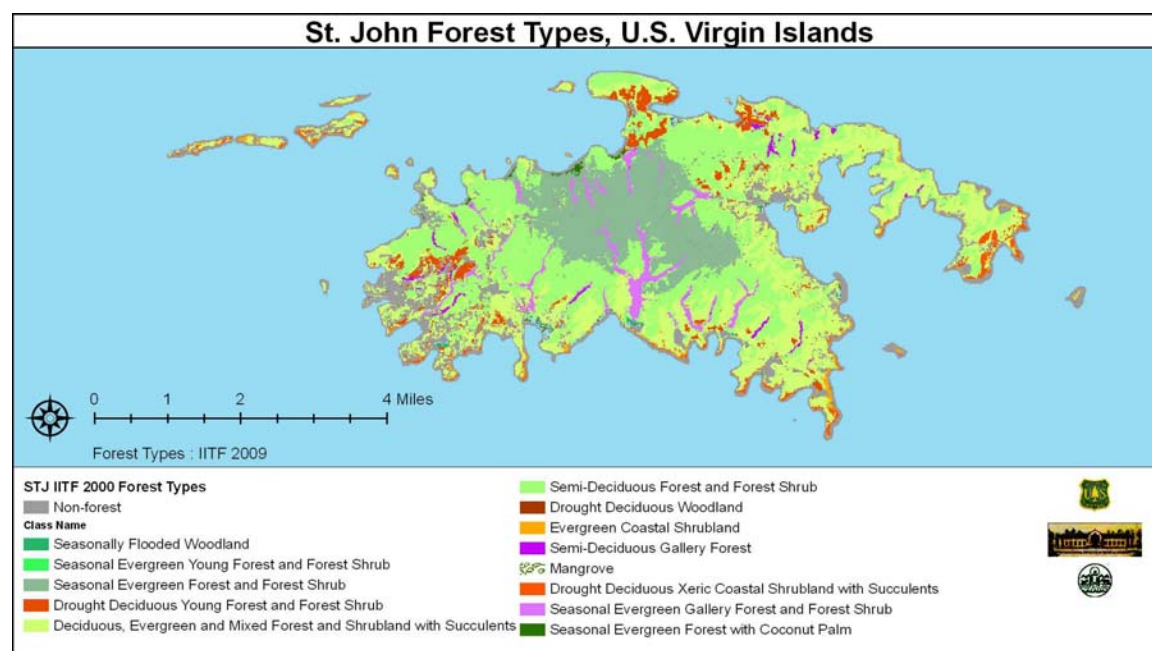 St. John Forest Types, U.S. Virgin Islands
0 1 2 4 Miles
Forest Types : IITF 2009
STJ IITF 2000 Forest Types
Non-forest
Class Name
Seasonally Flooded Woodland
Seasonal Evergreen Young Forest and Forest Shrub
Seasonal Evergreen Forest and Forest Shrub
Drought Deciduous Young Forest and Forest Shrub
Deciduous, Evergreen and Mixed Forest and Shrubland with Succulents
Semi-Deciduous Forest and Forest Shrub
Drought Deciduous Woodland
Evergreen Coastal Shrubland
Semi-Deciduous Gallery Forest
Mangrove
Drought Deciduous Xeric Coastal Shrubland with Succulents
Seasonal Evergreen Gallery Forest and Forest Shrub
Seasonal Evergreen Forest with Coconut Palm